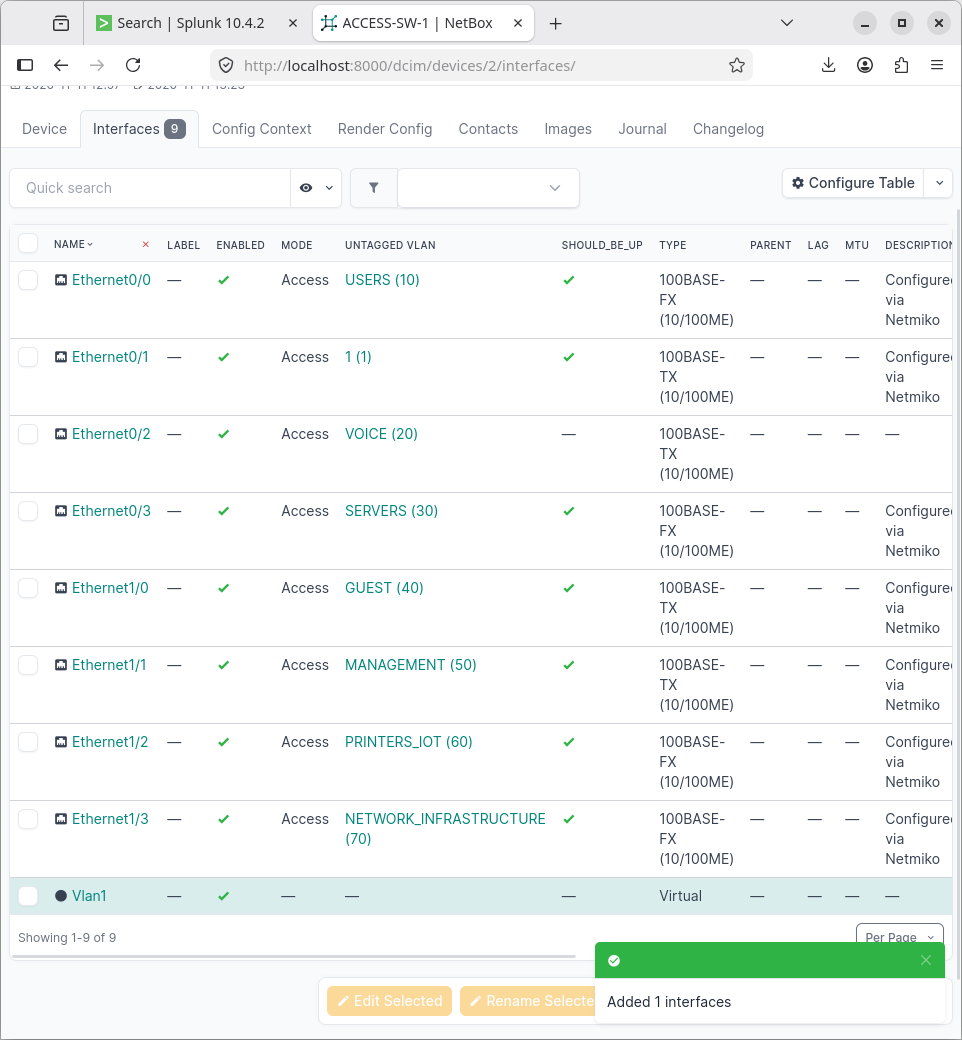 Search | Splunk 10.4.2
ACCESS-SW-1 | NetBox
http://localhost:8000/dcim/devices/2/interfaces/
Device
Interfaces 9
Config Context
Render Config
Contacts
Images
Journal
Changelog
Quick search
Configure Table
NAME LABEL ENABLED MODE UNTAGGED VLAN SHOULD_BE_UP TYPE PARENT LAG MTU DESCRIPTION
Ethernet0/0 — Access USERS (10) 100BASE- — — — Configured
FX via
(10/100ME) Netmiko
Ethernet0/1 — Access 1 (1) 100BASE- — — — Configured
TX via
(10/100ME) Netmiko
Ethernet0/2 — Access VOICE (20) — 100BASE- — — — —
TX
(10/100ME)
Ethernet0/3 — Access SERVERS (30) 100BASE- — — — Configured
FX via
(10/100ME) Netmiko
Ethernet1/0 — Access GUEST (40) 100BASE- — — — Configured
TX via
(10/100ME) Netmiko
Ethernet1/1 — Access MANAGEMENT (50) 100BASE- — — — Configured
TX via
(10/100ME) Netmiko
Ethernet1/2 — Access PRINTERS_IOT (60) 100BASE- — — — Configured
FX via
(10/100ME) Netmiko
Ethernet1/3 — Access NETWORK_INFRASTRUCTURE 100BASE- — — — Configured
(70) FX via
(10/100ME) Netmiko
Vlan1 — — — — Virtual — — — —
Showing 1-9 of 9
Per Page
Edit Selected
Rename Selecte
Added 1 interfaces